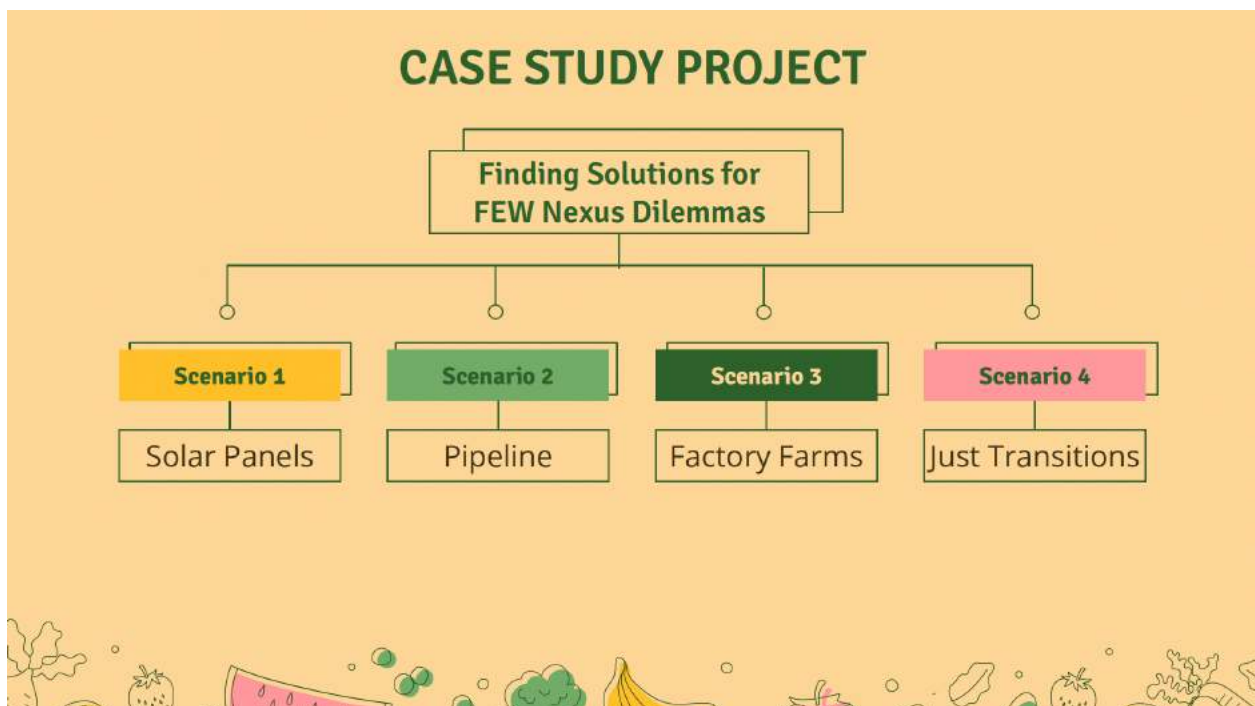 CASE STUDY PROJECT
Finding Solutions for
FEW Nexus Dilemmas
Scenario 1
Scenario 2
Scenario 3
Scenario 4
Solar Panels
Pipeline
Factory Farms
Just Transitions